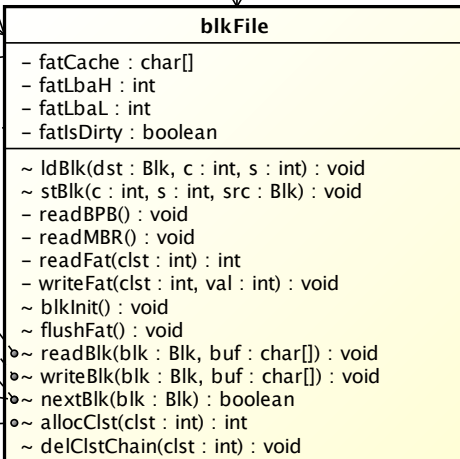 blkFile
– fatCache : char[]
– fatLbaH : int
– fatLbaL : int
– fatIsDirty : boolean
~ ldBlk(dst : Blk, c : int, s : int) : void
~ stBlk(c : int, s : int, src : Blk) : void
– readBPB() : void
– readMBR() : void
– readFat(clst : int) : int
– writeFat(clst : int, val : int) : void
~ blkInit() : void
~ flushFat() : void
~ readBlk(blk : Blk, buf : char[]) : void
~ writeBlk(blk : Blk, buf : char[]) : void
~ nextBlk(blk : Blk) : boolean
~ allocClst(clst : int) : int
~ delClstChain(clst : int) : void